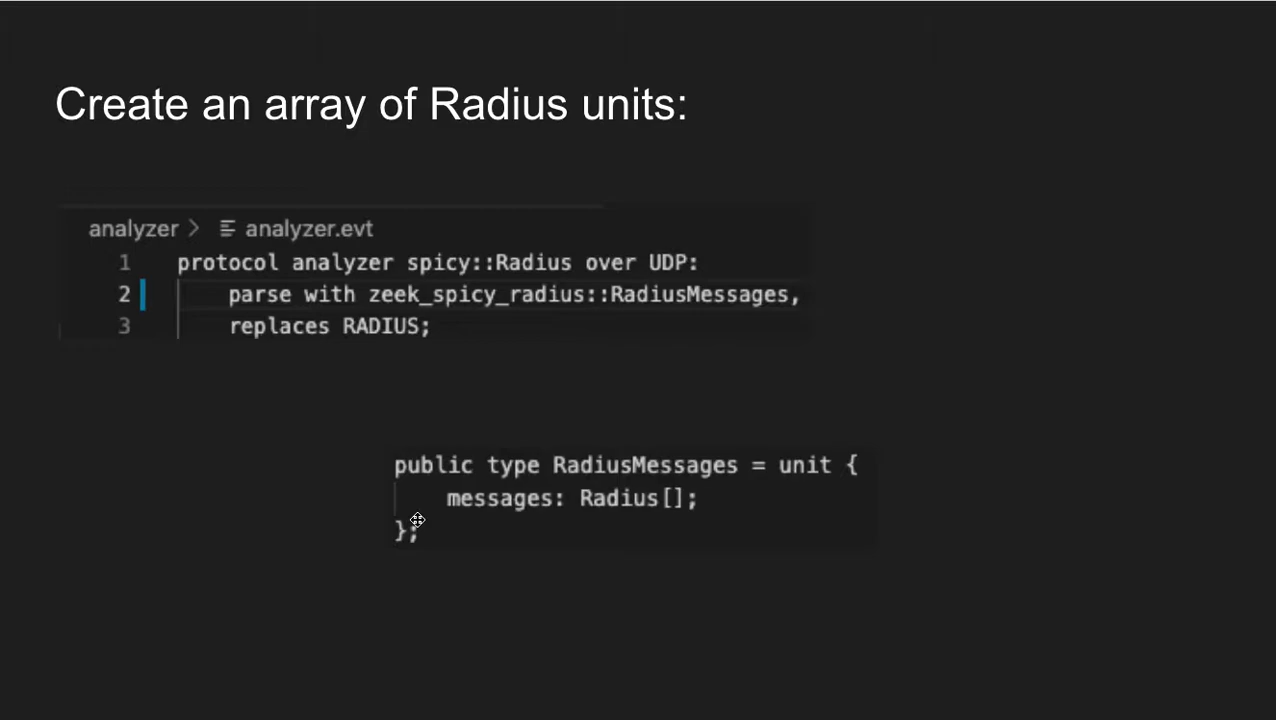 Create an array of Radius units:
analyzer > analyzer.evt
1 protocol analyzer spicy::Radius over UDP:
2 parse with zeek_spicy_radius::RadiusMessages,
3 replaces RADIUS;
public type RadiusMessages = unit {
messages: Radius[];
};